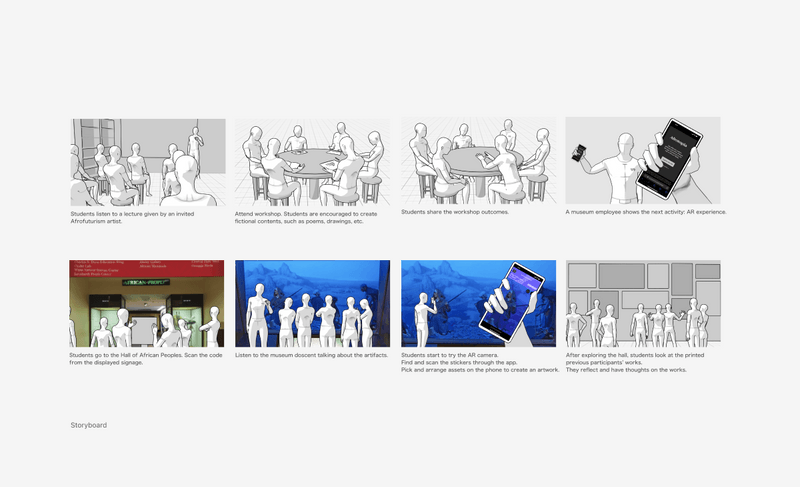 Students listen to a lecture given by an invited
Afrofuturism artist.
Attend workshop. Students are encouraged to create
fictional contents, such as poems, drawings, etc.
Students share the workshop outcomes.
A museum employee shows the next activity: AR experience.
AFRICAN PEOPLES
Students go to the Hall of African Peoples. Scan the code
from the displayed signage.
Listen to the museum doscent talking about the artifacts.
Students start to try the AR camera.
Find and scan the stickers through the app.
Pick and arrange assets on the phone to create an artwork.
After exploring the hall, students look at the printed
previous participants' works.
They reflect and have thoughts on the works.
Storyboard